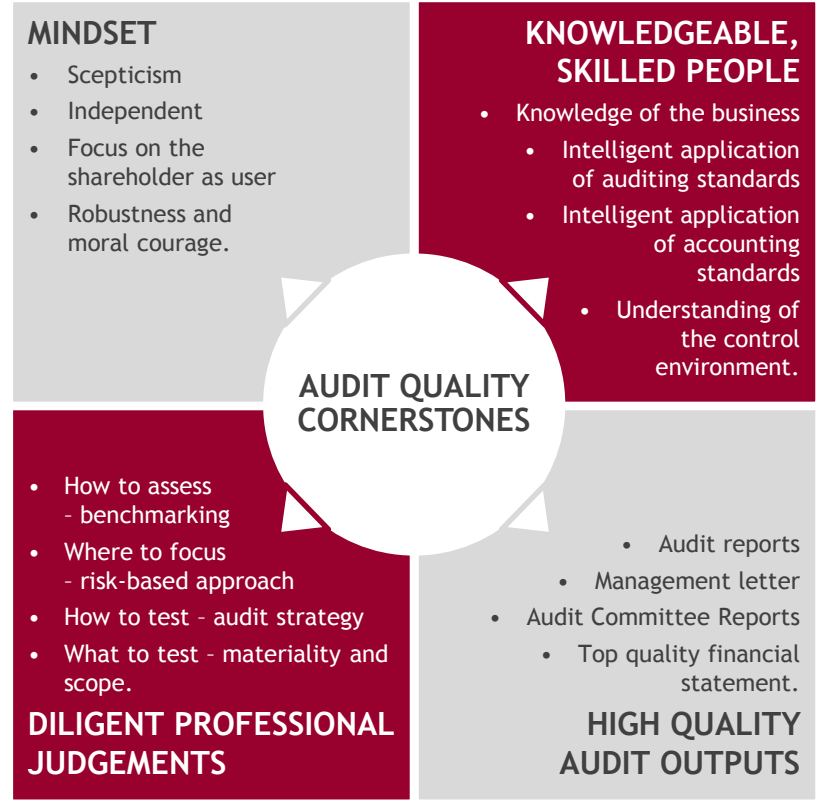 MINDSET
• Scepticism
• Independent
• Focus on the
shareholder as user
• Robustness and
moral courage.
KNOWLEDGEABLE,
SKILLED PEOPLE
• Knowledge of the business
• Intelligent application
of auditing standards
• Intelligent application
of accounting
standards
• Understanding of
the control
environment.
AUDIT QUALITY
CORNERSTONES
• How to assess
– benchmarking
• Where to focus
– risk-based approach
• How to test – audit strategy
• What to test – materiality and
scope.
DILIGENT PROFESSIONAL
JUDGEMENTS
• Audit reports
• Management letter
• Audit Committee Reports
• Top quality financial
statement.
HIGH QUALITY
AUDIT OUTPUTS